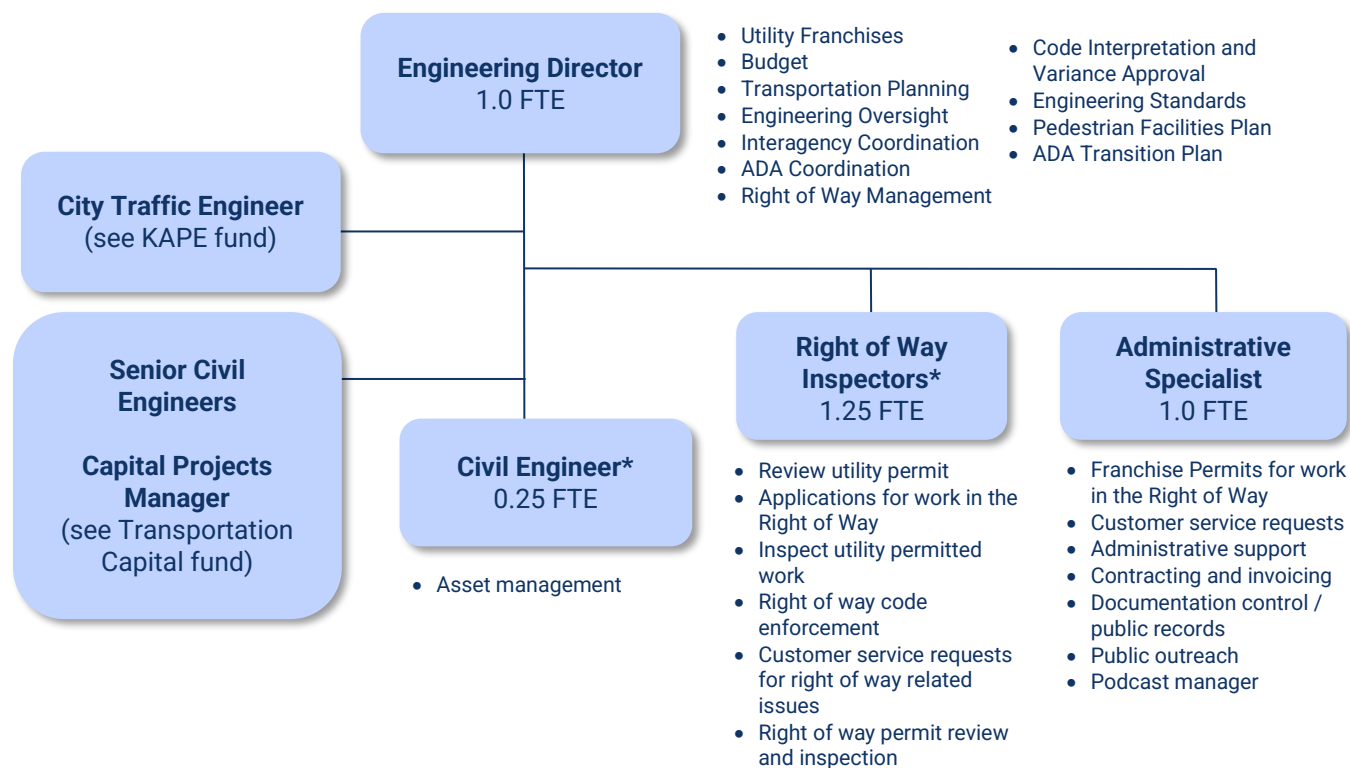 Engineering Director
1.0 FTE
• Utility Franchises
• Budget
• Transportation Planning
• Engineering Oversight
• Interagency Coordination
• ADA Coordination
• Right of Way Management
• Code Interpretation and
Variance Approval
• Engineering Standards
• Pedestrian Facilities Plan
• ADA Transition Plan
City Traffic Engineer
(see KAPE fund)
Senior Civil
Engineers
Capital Projects
Manager
(see Transportation
Capital fund)
Civil Engineer*
0.25 FTE
• Asset management
Right of Way
Inspectors*
1.25 FTE
• Review utility permit
• Applications for work in the
Right of Way
• Inspect utility permitted
work
• Right of way code
enforcement
• Customer service requests
for right of way related
issues
• Right of way permit review
and inspection
Administrative
Specialist
1.0 FTE
• Franchise Permits for work
in the Right of Way
• Customer service requests
• Administrative support
• Contracting and invoicing
• Documentation control /
public records
• Public outreach
• Podcast manager